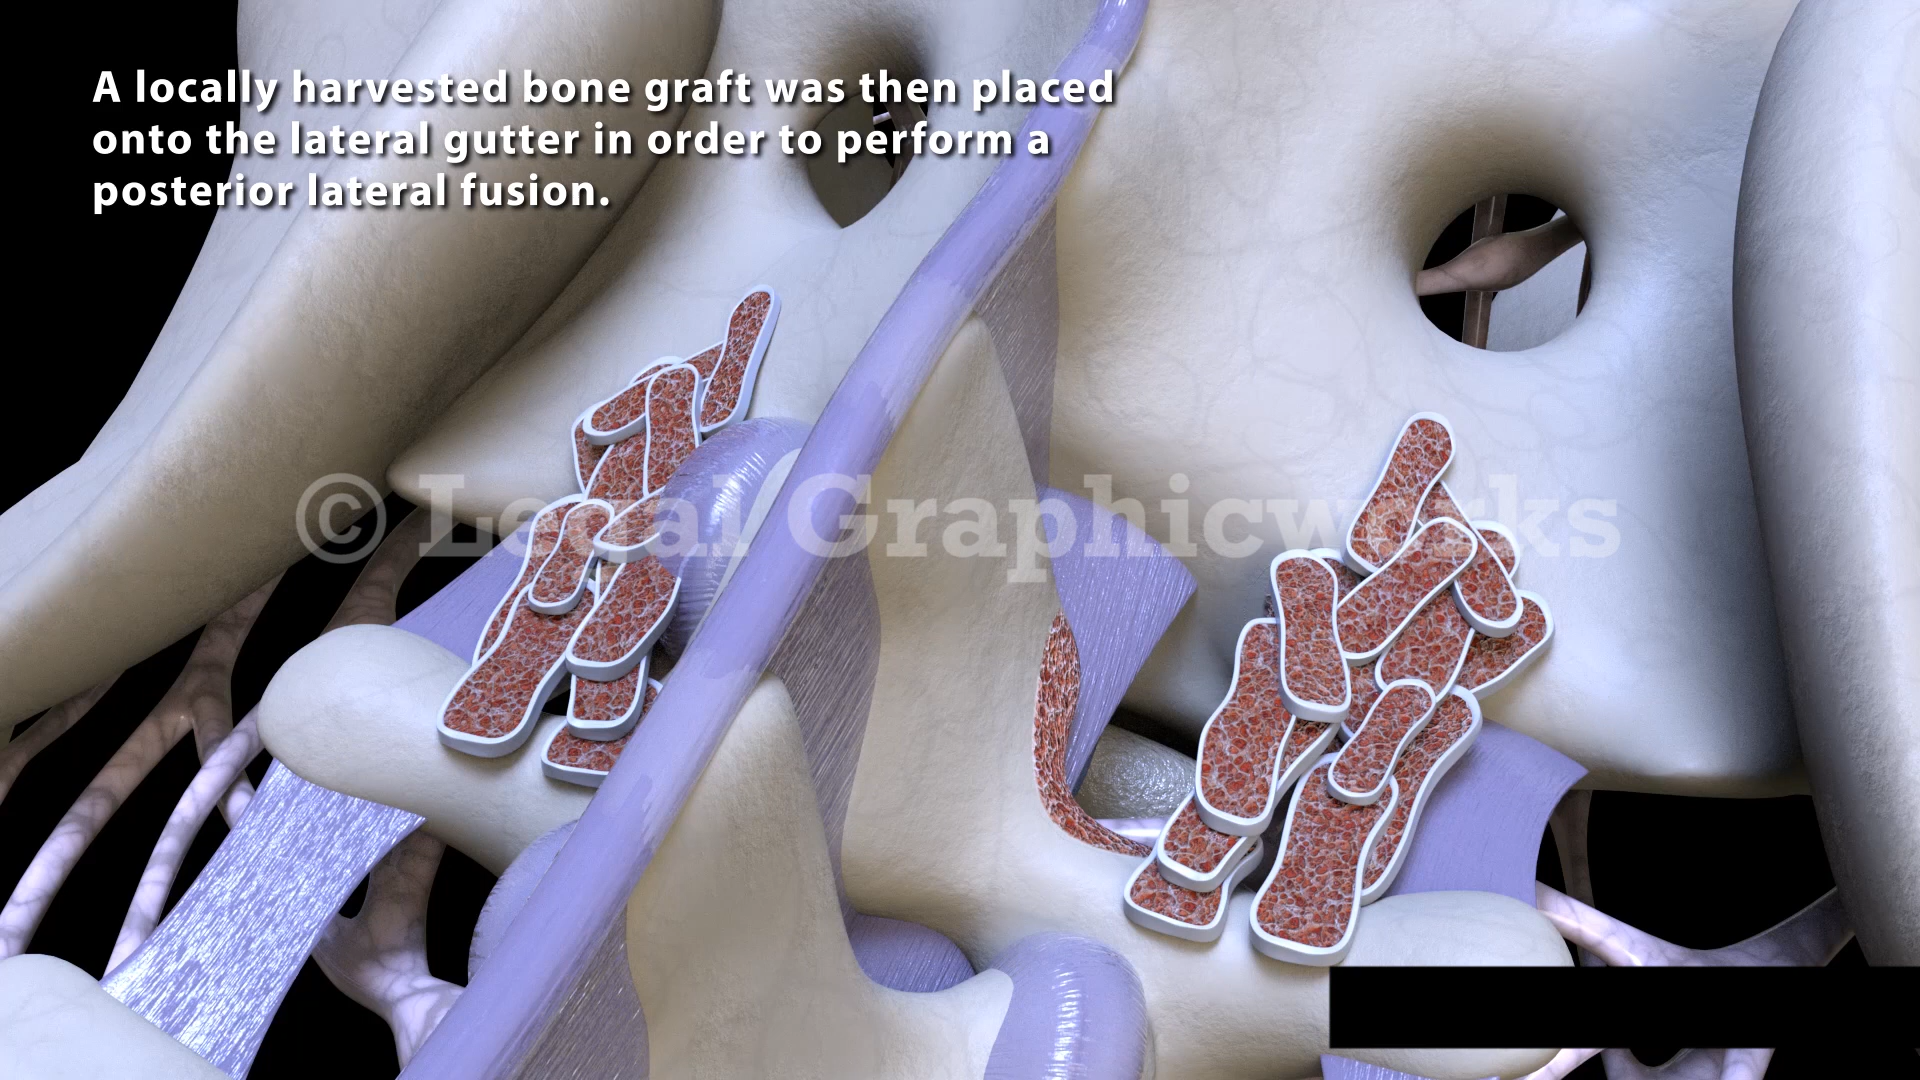 A locally harvested bone graft was then placed
onto the lateral gutter in order to perform a
posterior lateral fusion.
© Legal Graphicworks